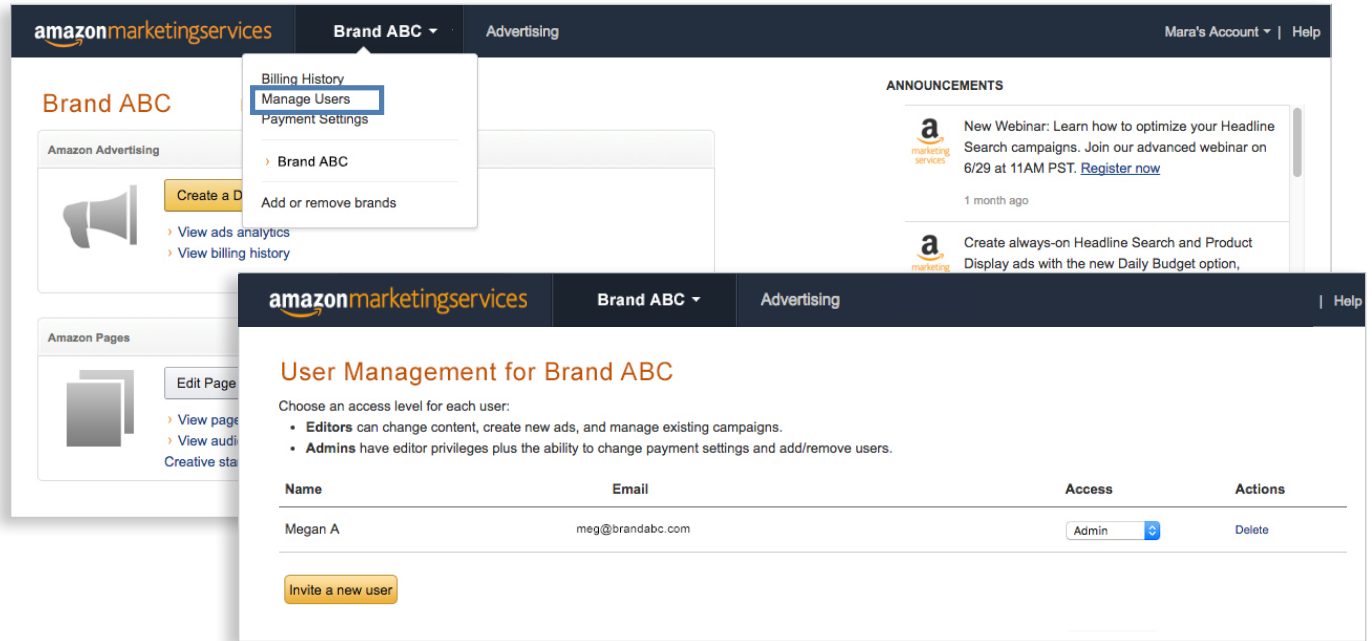 amazonmarketingservices
Brand ABC
Advertising
Mara's Account
|
Help
Billing History
Manage Users
Payment Settings
› Brand ABC
Add or remove brands
Brand ABC
Amazon Advertising
Create a D
› View ads analytics
› View billing history
Amazon Pages
Edit Page
› View page
› View audi
Creative sta
ANNOUNCEMENTS
a
marketing
services
New Webinar: Learn how to optimize your Headline
Search campaigns. Join our advanced webinar on
6/29 at 11AM PST. Register now
1 month ago
a
marketing
Create always-on Headline Search and Product
Display ads with the new Daily Budget option,
amazonmarketingservices
Brand ABC
Advertising
| Help
User Management for Brand ABC
Choose an access level for each user:
• Editors can change content, create new ads, and manage existing campaigns.
• Admins have editor privileges plus the ability to change payment settings and add/remove users.
Name Email Access Actions
Megan A meg@brandabc.com Admin Delete
Invite a new user